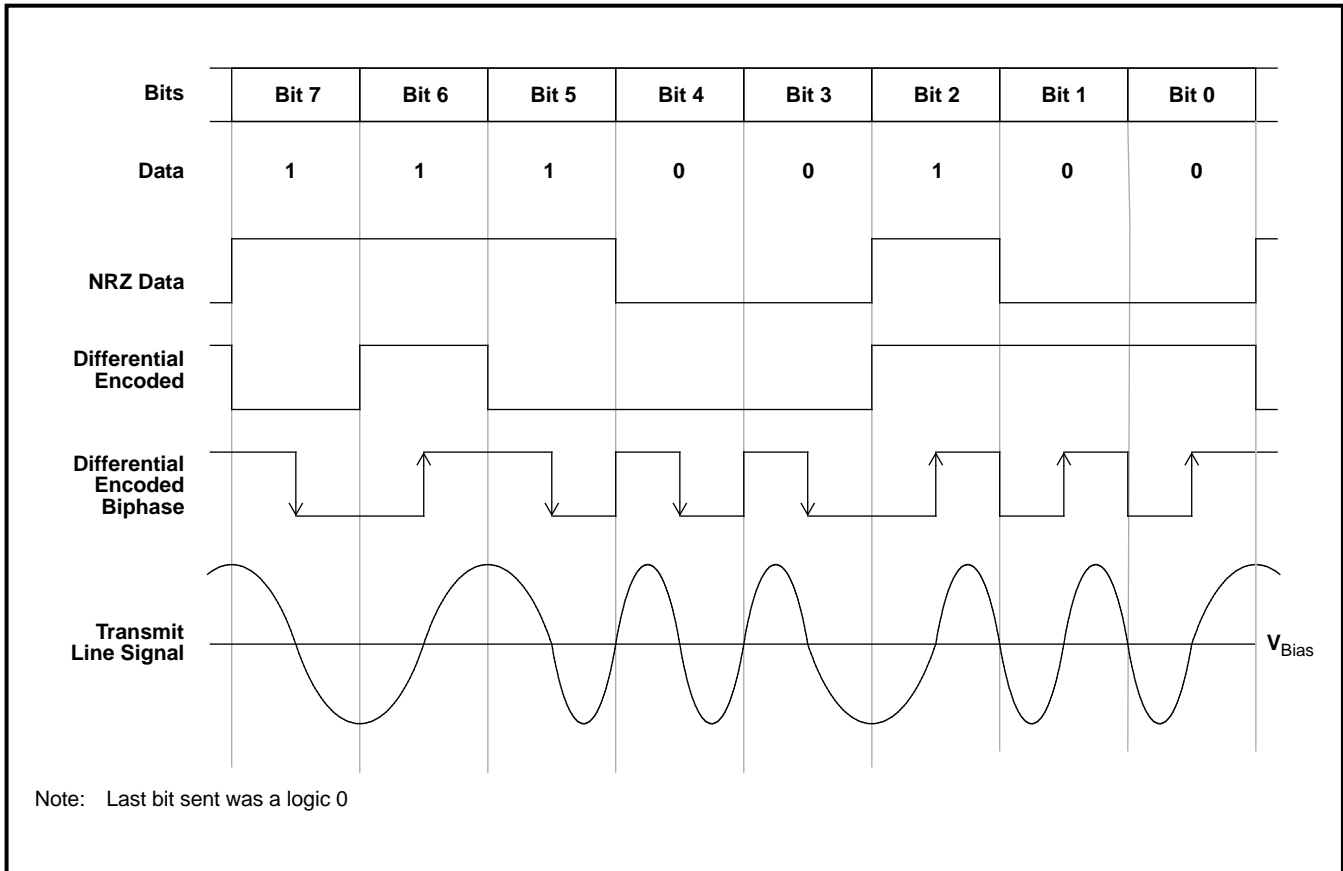 Bits Bit 7 Bit 6 Bit 5 Bit 4 Bit 3 Bit 2 Bit 1 Bit 0
Data 1 1 1 0 0 1 0 0
NRZ Data
Differential
Encoded
Differential
Encoded
Biphase
Transmit
Line Signal
VBias
Note: Last bit sent was a logic 0